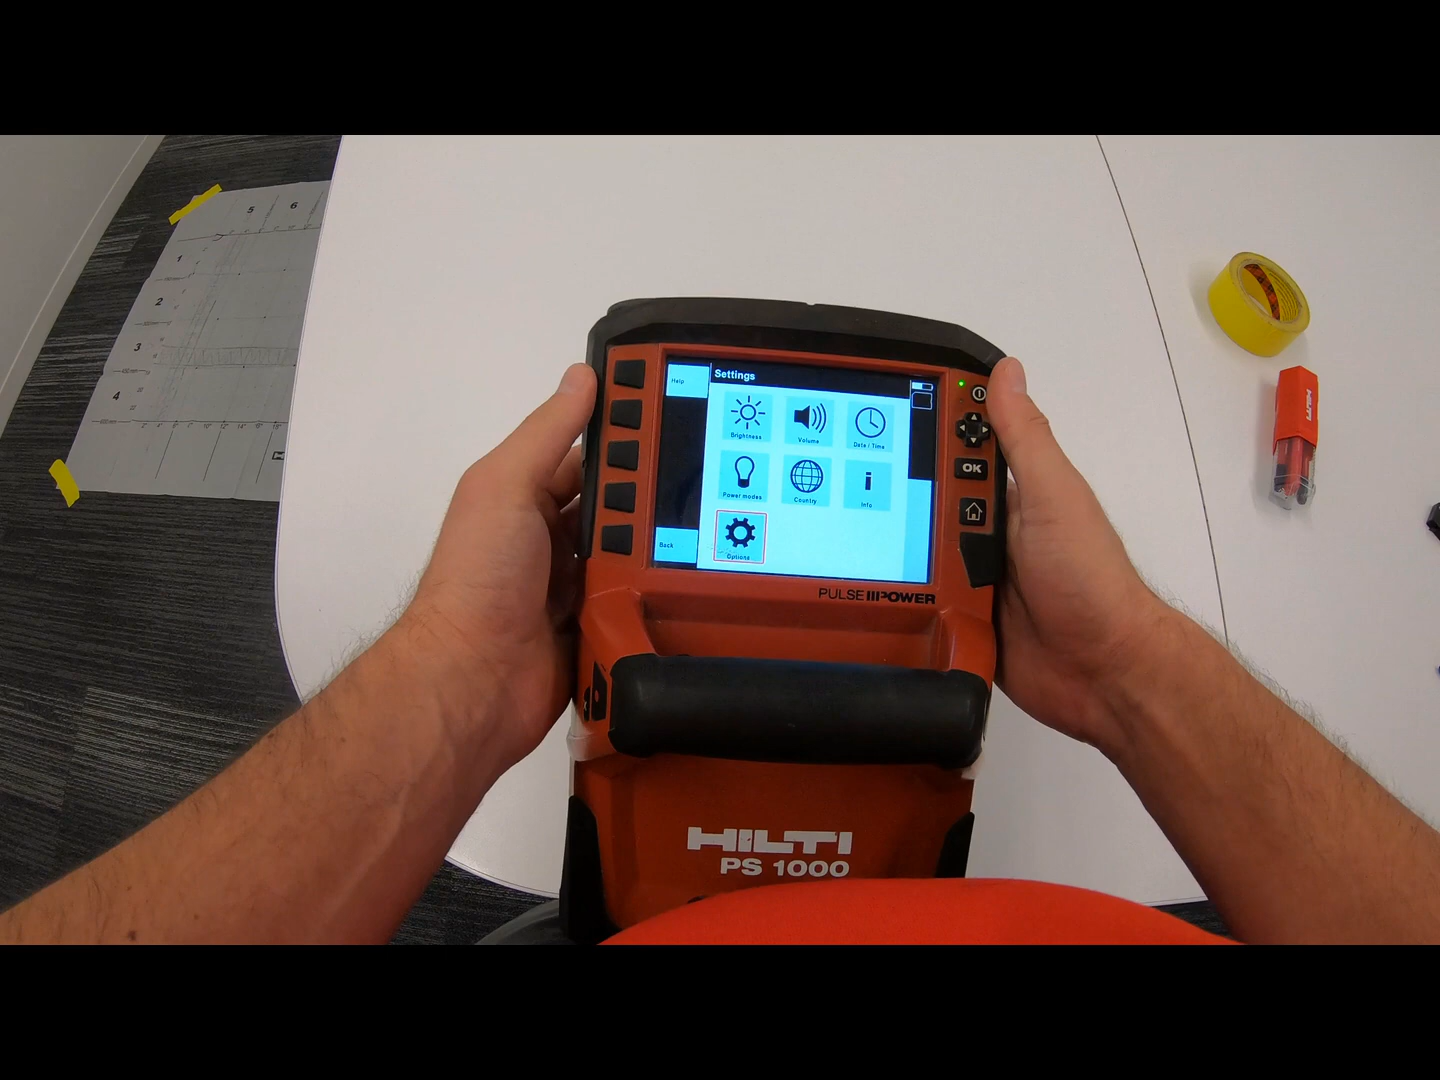 5 6
1
2
3
4
Help
Settings
Brightness
Volume
Date / Time
Power modes
Country
Info
Back
Options
OK
PULSE POWER
HILTI
PS 1000
HILTI